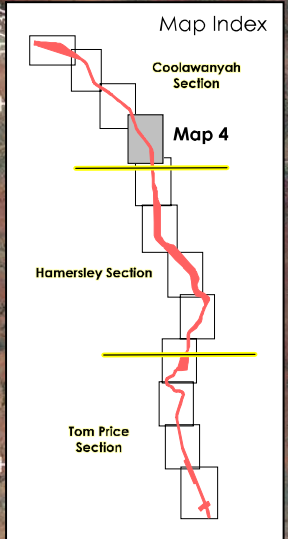 Map Index
Coolawanyah
Section
Map 4
Hamersley Section
Tom Price
Section